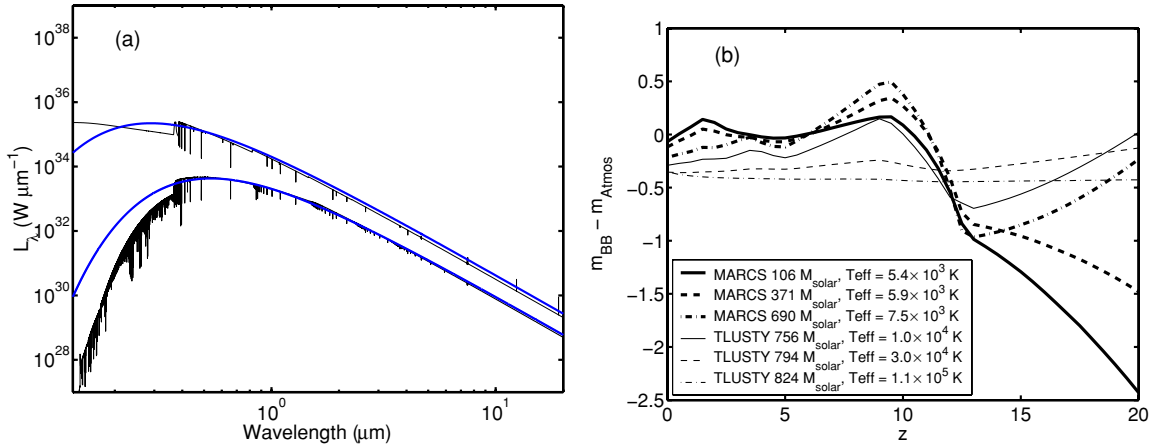 (a)
10^38
10^36
10^34
10^32
10^30
10^28
L_λ (W μm^−1)
10^0
10^1
Wavelength (μm)
(b)
1
0.5
0
−0.5
−1
−1.5
−2
−2.5
m_BB − m_Atmos
MARCS 106 M_solar, Teff = 5.4× 10^3 K
MARCS 371 M_solar, Teff = 5.9× 10^3 K
MARCS 690 M_solar, Teff = 7.5× 10^3 K
TLUSTY 756 M_solar, Teff = 1.0× 10^4 K
TLUSTY 794 M_solar, Teff = 3.0× 10^4 K
TLUSTY 824 M_solar, Teff = 1.1× 10^5 K
0 5 10 15 20
z